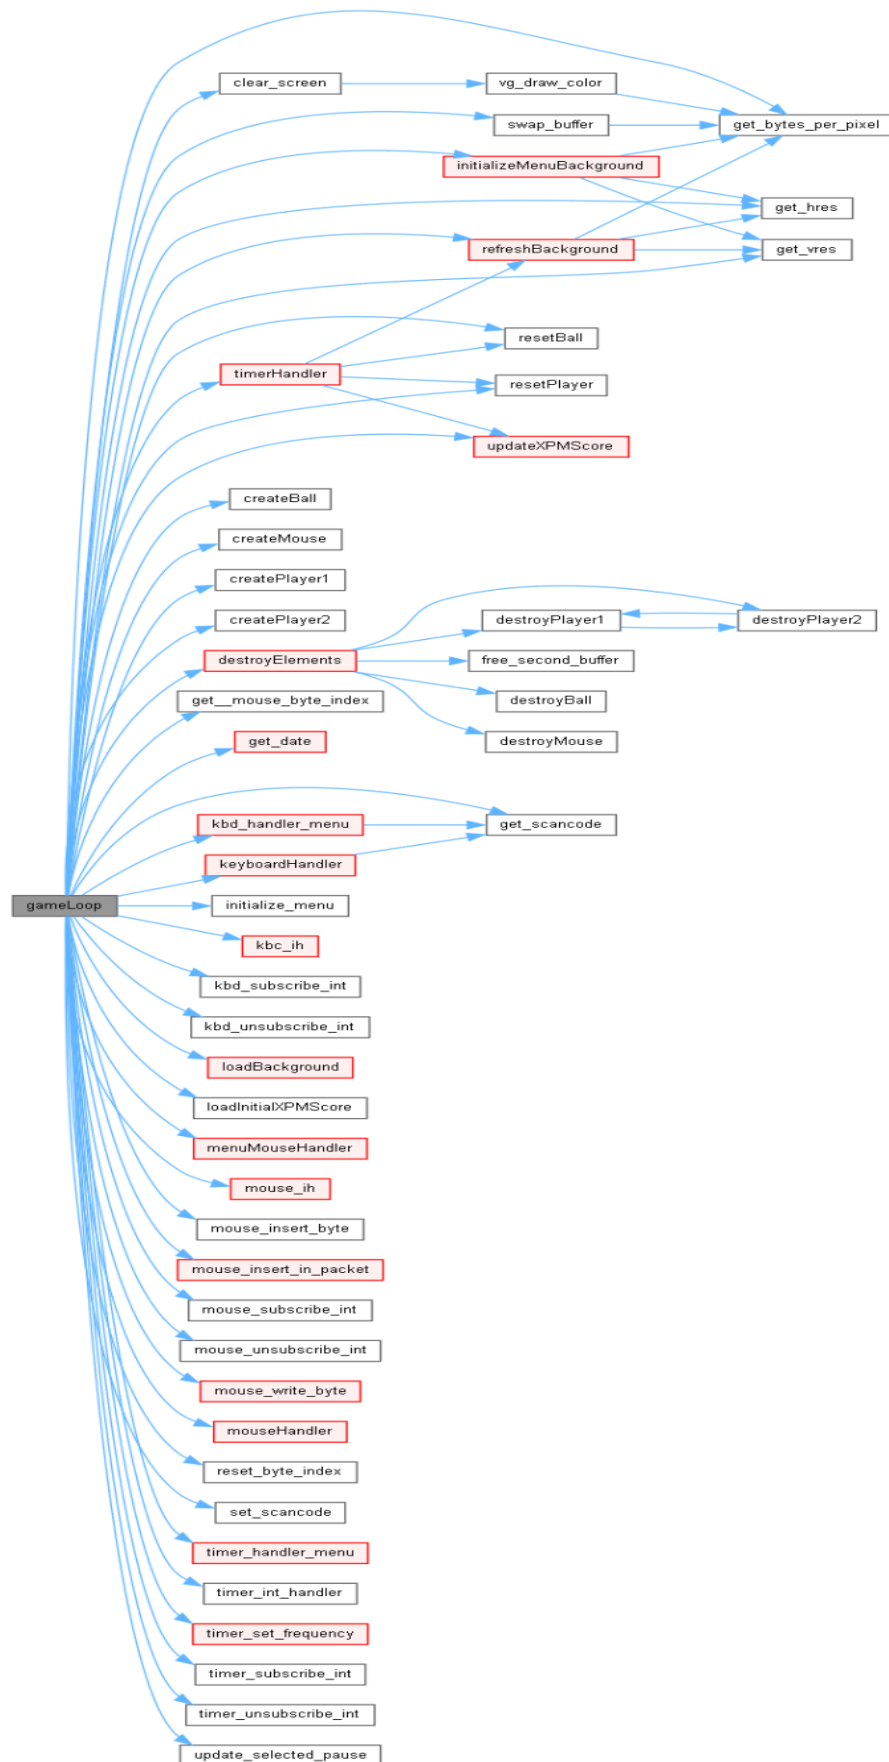 clear_screen
vg_draw_color
swap_buffer
get_bytes_per_pixel
initializeMenuBackground
get_hres
refreshBackground
get_vres
resetBall
timerHandler
resetPlayer
updateXPMScore
createBall
createMouse
createPlayer1
createPlayer2
destroyPlayer1
destroyPlayer2
destroyElements
free_second_buffer
get__mouse_byte_index
destroyBall
get_date
destroyMouse
kbd_handler_menu
get_scancode
keyboardHandler
gameLoop
initialize_menu
kbc_ih
kbd_subscribe_int
kbd_unsubscribe_int
loadBackground
loadInitialXPMScore
menuMouseHandler
mouse_ih
mouse_insert_byte
mouse_insert_in_packet
mouse_subscribe_int
mouse_unsubscribe_int
mouse_write_byte
mouseHandler
reset_byte_index
set_scancode
timer_handler_menu
timer_int_handler
timer_set_frequency
timer_subscribe_int
timer_unsubscribe_int
update_selected_pause